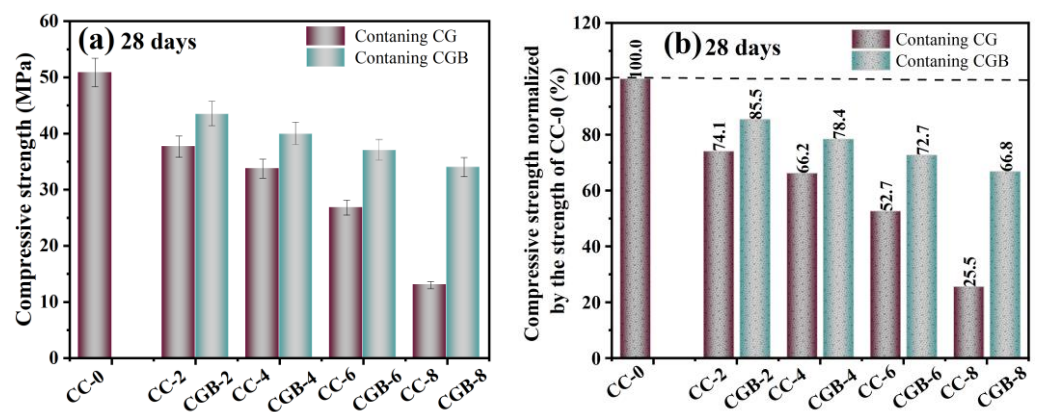 (a) 28 days
Contaning CG
Contaning CGB
Compressive strength (MPa)
60
50
40
30
20
10
0
CC-0
CC-2
CGB-2
CC-4
CGB-4
CC-6
CGB-6
CC-8
CGB-8
(b) 28 days
Contaning CG
Contaning CGB
Compressive strength normalized
by the strength of CC-0 (%)
120
100
80
60
40
20
0
100.0
74.1
85.5
66.2
78.4
52.7
72.7
25.5
66.8
CC-0
CC-2
CGB-2
CC-4
CGB-4
CC-6
CGB-6
CC-8
CGB-8